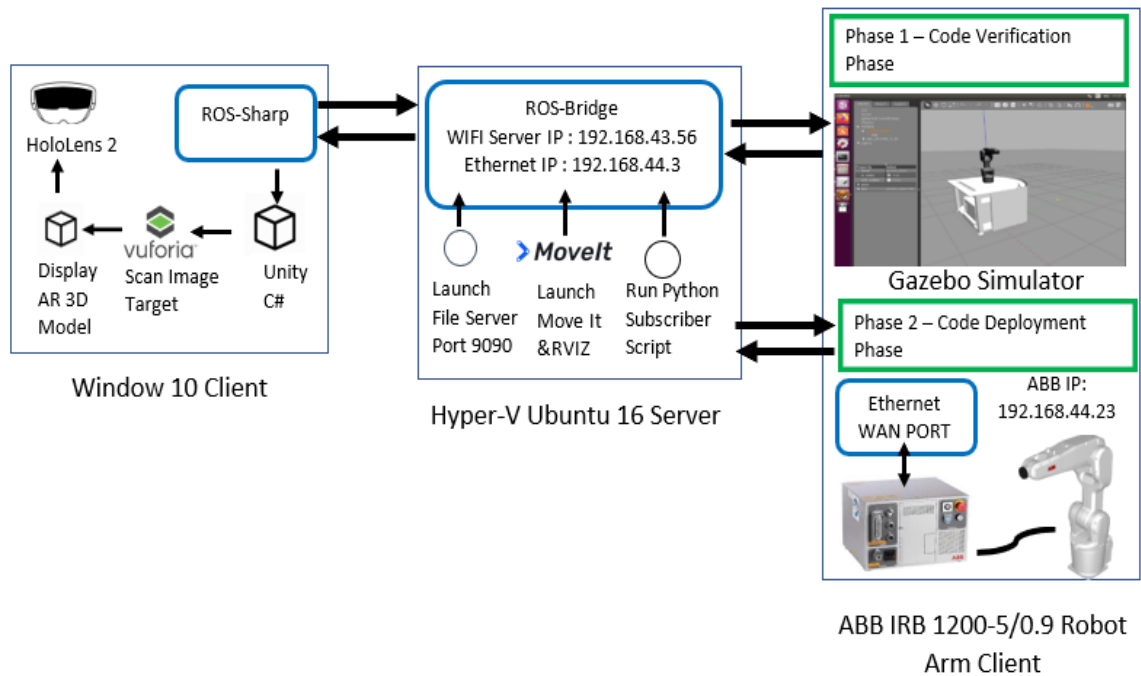 HoloLens 2
ROS-Sharp
Display
AR 3D
Model
vuforia
Scan Image
Target
Unity
C#
Window 10 Client
ROS-Bridge
WIFI Server IP : 192.168.43.56
Ethernet IP : 192.168.44.3
Launch
File Server
Port 9090
MoveIt
Launch
Move It
&RVIZ
Run Python
Subscriber
Script
Hyper-V Ubuntu 16 Server
Phase 1 – Code Verification
Phase
Gazebo Simulator
Phase 2 – Code Deployment
Phase
Ethernet
WAN PORT
ABB IP:
192.168.44.23
ABB
ABB IRB 1200-5/0.9 Robot
Arm Client